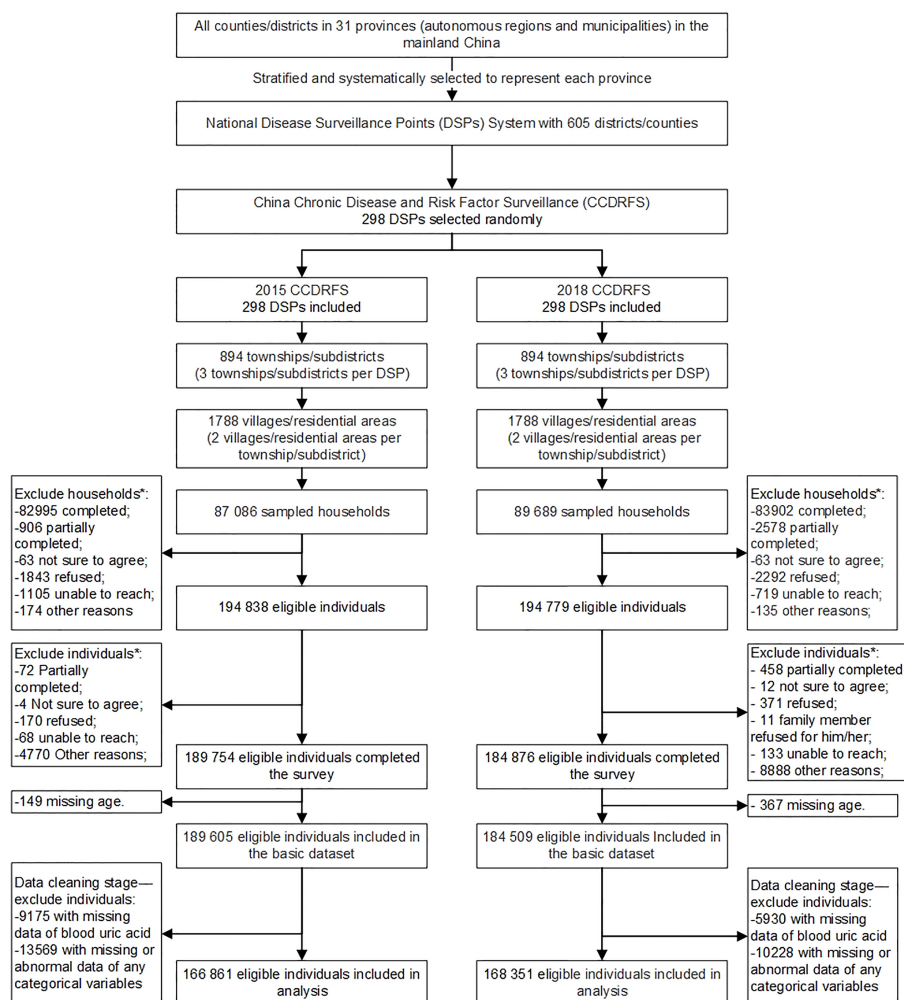 All counties/districts in 31 provinces (autonomous regions and municipalities) in the
mainland China
Stratified and systematically selected to represent each province
National Disease Surveillance Points (DSPs) System with 605 districts/counties
China Chronic Disease and Risk Factor Surveillance (CCDRFS)
298 DSPs selected randomly
2015 CCDRFS
298 DSPs included
2018 CCDRFS
298 DSPs included
894 townships/subdistricts
(3 townships/subdistricts per DSP)
894 townships/subdistricts
(3 townships/subdistricts per DSP)
1788 villages/residential areas
(2 villages/residential areas per
township/subdistrict)
1788 villages/residential areas
(2 villages/residential areas per
township/subdistrict)
87 086 sampled households
89 689 sampled households
Exclude households*:
-82995 completed;
-906 partially
completed;
-63 not sure to agree;
-1843 refused;
-1105 unable to reach;
-174 other reasons
Exclude households*:
-83902 completed;
-2578 partially
completed;
-63 not sure to agree;
-2292 refused;
-719 unable to reach;
-135 other reasons;
194 838 eligible individuals
194 779 eligible individuals
Exclude individuals*:
-72 Partially
completed;
-4 Not sure to agree;
-170 refused;
-68 unable to reach;
-4770 Other reasons;
Exclude individuals*:
- 458 partially completed
- 12 not sure to agree;
- 371 refused;
- 11 family member
refused for him/her;
- 133 unable to reach;
- 8888 other reasons;
189 754 eligible individuals completed
the survey
184 876 eligible individuals completed
the survey
-149 missing age.
- 367 missing age.
189 605 eligible individuals included in
the basic dataset
184 509 eligible individuals Included in
the basic dataset
Data cleaning stage—
exclude individuals:
-9175 with missing
data of blood uric acid
-13569 with missing or
abnormal data of any
categorical variables
Data cleaning stage—
exclude individuals:
-5930 with missing
data of blood uric acid
-10228 with missing or
abnormal data of any
categorical variables
166 861 eligible individuals included in
analysis
168 351 eligible individuals included in
analysis